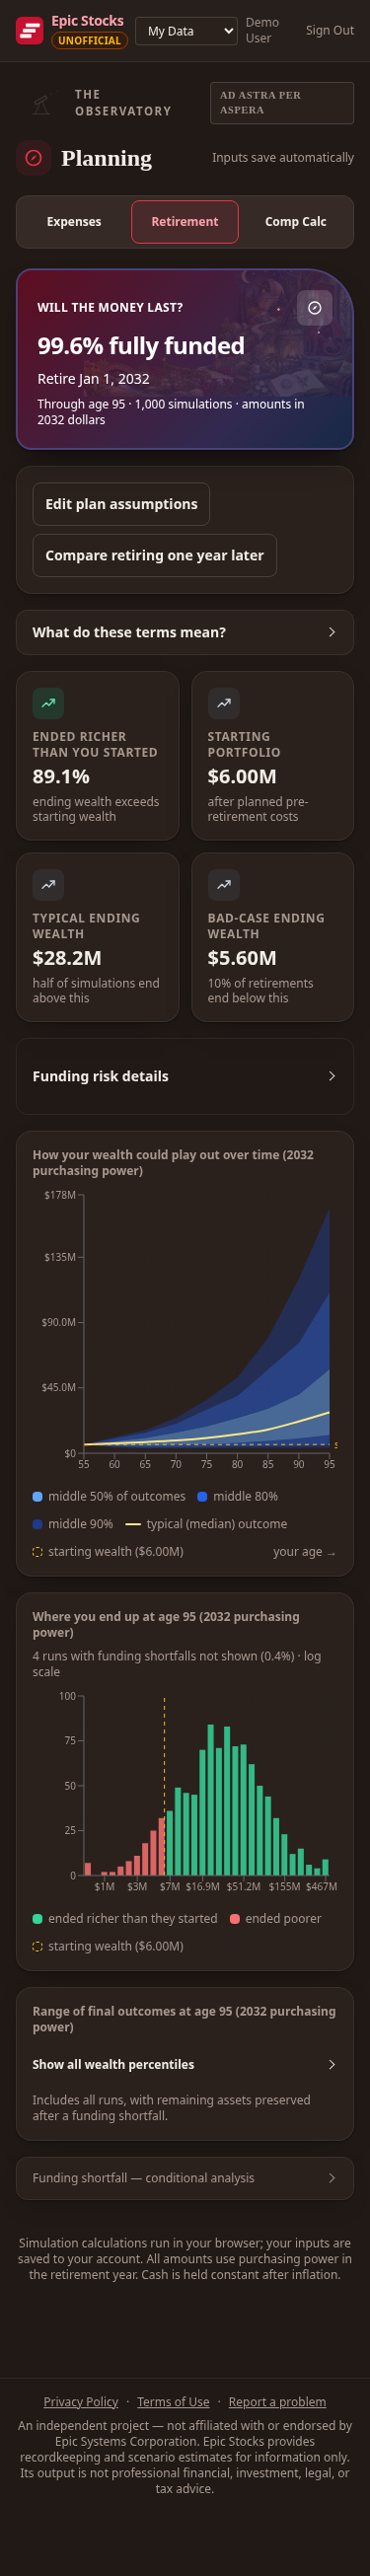 Epic Stocks
UNOFFICIAL
My Data
Demo
User
Sign Out
THE
OBSERVATORY
AD ASTRA PER
ASPERA
Planning
Inputs save automatically
Expenses
Retirement
Comp Calc
WILL THE MONEY LAST?
99.6% fully funded
Retire Jan 1, 2032
Through age 95 · 1,000 simulations · amounts in
2032 dollars
Edit plan assumptions
Compare retiring one year later
What do these terms mean?
ENDED RICHER
THAN YOU STARTED
89.1%
ending wealth exceeds
starting wealth
STARTING
PORTFOLIO
$6.00M
after planned pre-
retirement costs
TYPICAL ENDING
WEALTH
$28.2M
half of simulations end
above this
BAD-CASE ENDING
WEALTH
$5.60M
10% of retirements
end below this
Funding risk details
How your wealth could play out over time (2032
purchasing power)
$178M
$135M
$90.0M
$45.0M
$0
55 60 65 70 75 80 85 90 95
middle 50% of outcomes
middle 80%
middle 90%
typical (median) outcome
starting wealth ($6.00M)
your age →
Where you end up at age 95 (2032 purchasing
power)
4 runs with funding shortfalls not shown (0.4%) · log
scale
100
75
50
25
0
$1M $3M $7M $16.9M $51.2M $155M $467M
ended richer than they started
ended poorer
starting wealth ($6.00M)
Range of final outcomes at age 95 (2032 purchasing
power)
Show all wealth percentiles
Includes all runs, with remaining assets preserved
after a funding shortfall.
Funding shortfall — conditional analysis
Simulation calculations run in your browser; your inputs are
saved to your account. All amounts use purchasing power in
the retirement year. Cash is held constant after inflation.
Privacy Policy · Terms of Use · Report a problem
An independent project — not affiliated with or endorsed by
Epic Systems Corporation. Epic Stocks provides
recordkeeping and scenario estimates for information only.
Its output is not professional financial, investment, legal, or
tax advice.